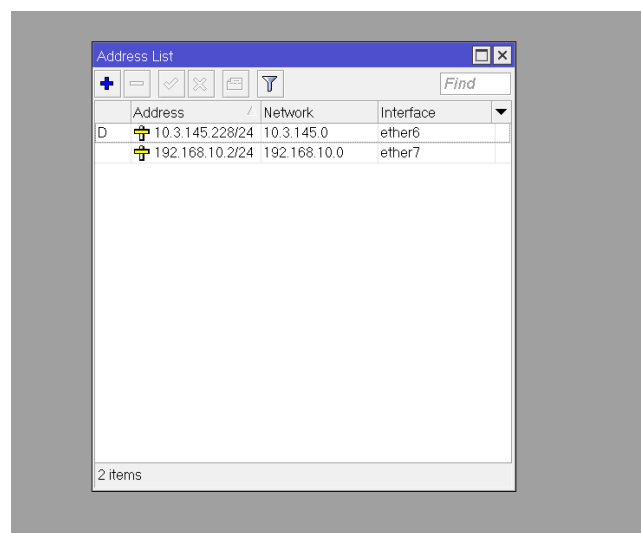 Address List
Find
Address Network Interface
D 10.3.145.228/24 10.3.145.0 ether6
192.168.10.2/24 192.168.10.0 ether7
2 items